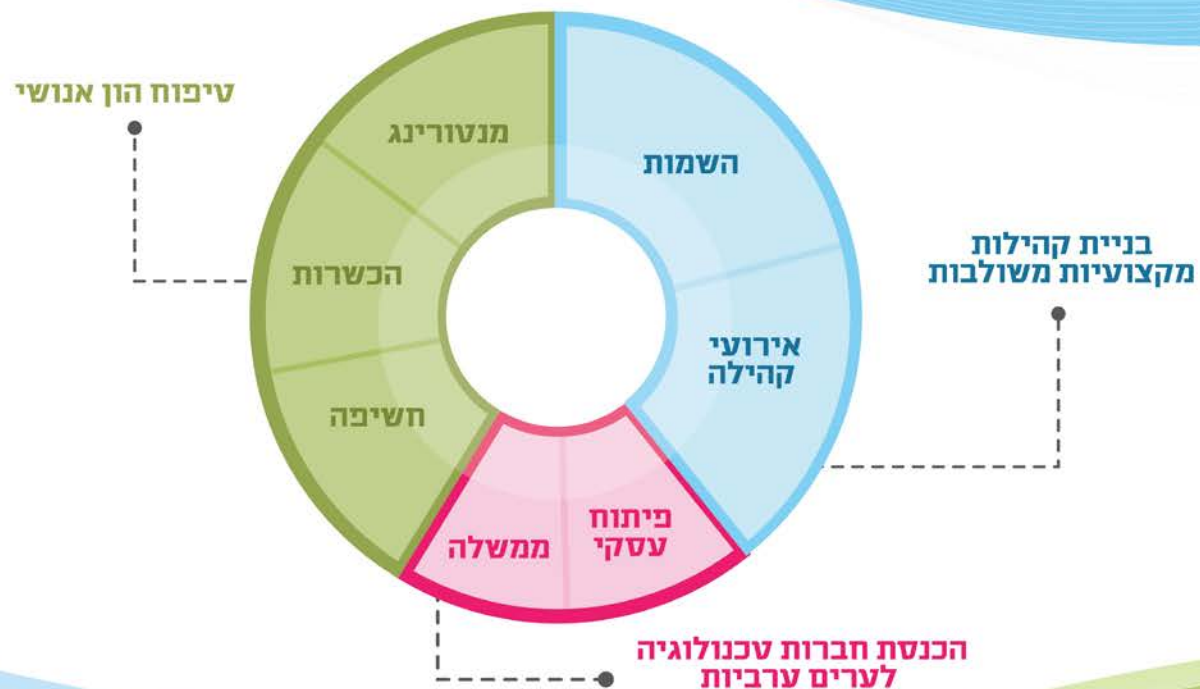 טיפוח הון אנושי
מנטורינג
הכשרות
חשיפה
השמות
אירועי
קהילה
בניית קהילות
מקצועיות משולבות
פיתוח
עסקי
ממשלה
הכנסת חברות טכנולוגיה
לערים ערביות